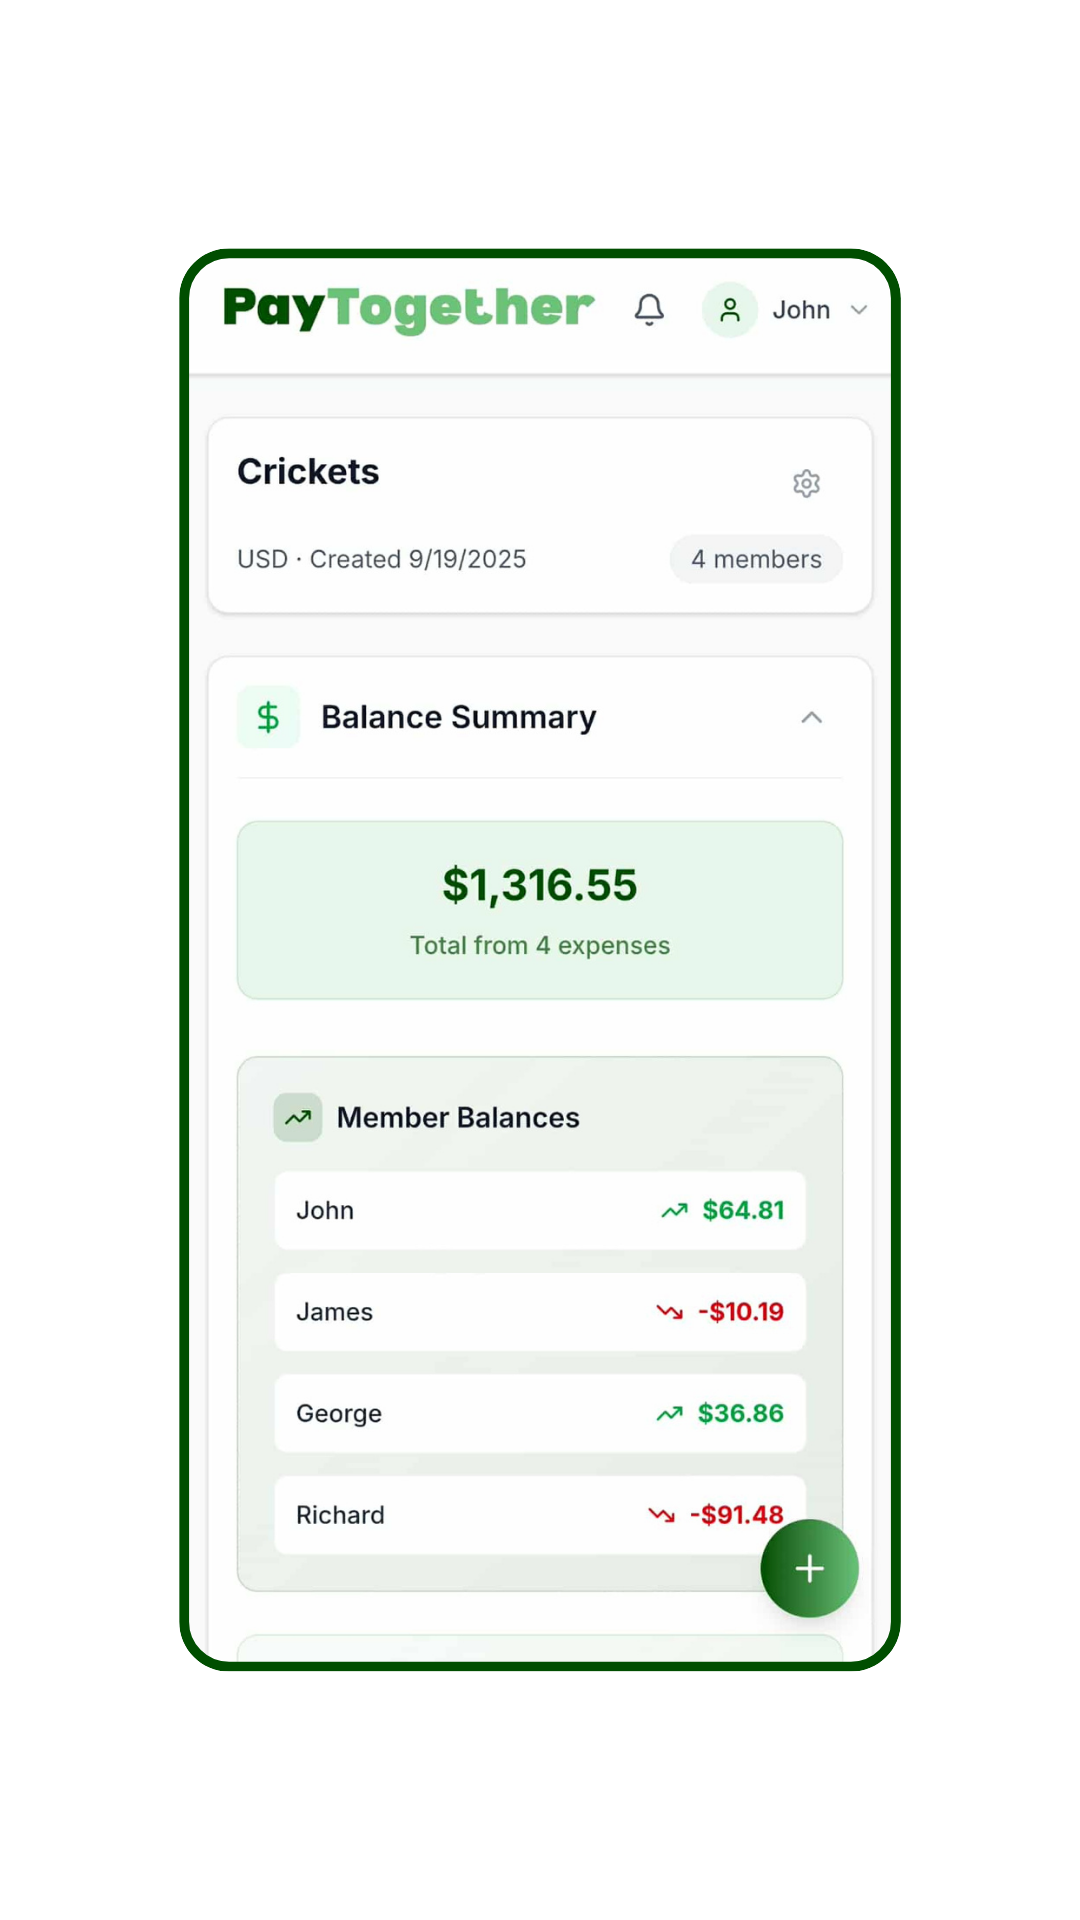 PayTogether
John
Crickets
USD · Created 9/19/2025
4 members
Balance Summary
$1,316.55
Total from 4 expenses
Member Balances
John $64.81
James -$10.19
George $36.86
Richard -$91.48